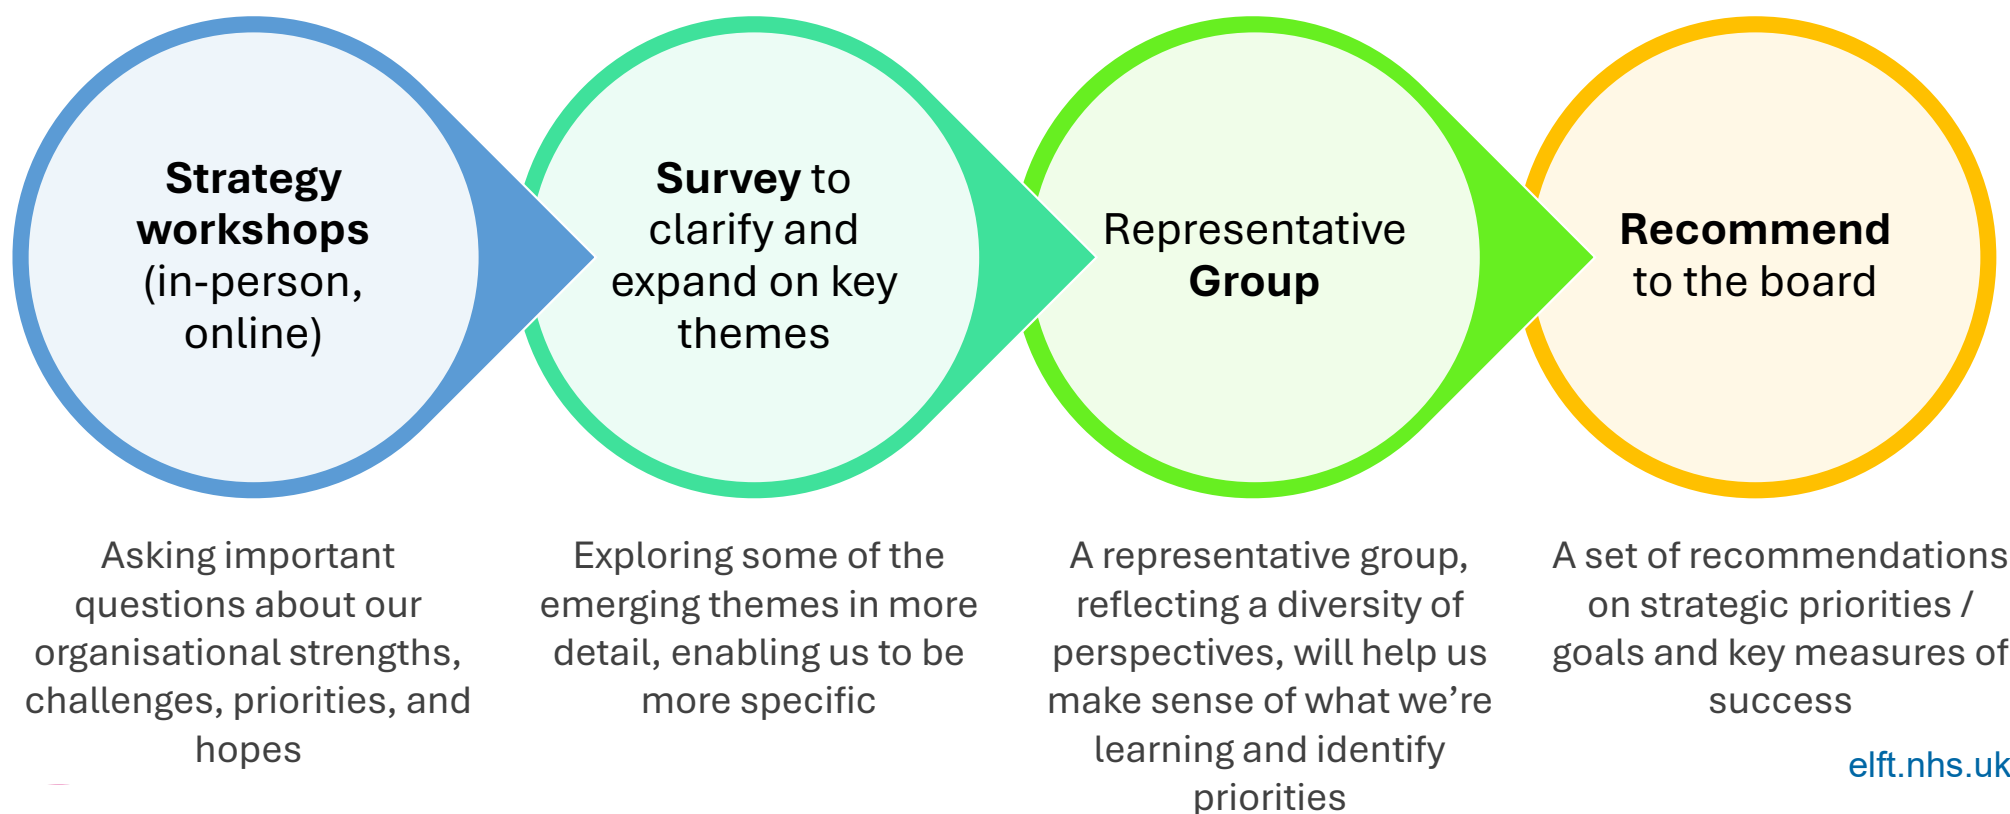 Strategy
workshops
(in-person,
online)
Survey to
clarify and
expand on key
themes
Representative
Group
Recommend
to the board
Asking important
questions about our
organisational strengths,
challenges, priorities, and
hopes
Exploring some of the
emerging themes in more
detail, enabling us to be
more specific
A representative group,
reflecting a diversity of
perspectives, will help us
make sense of what we’re
learning and identify
priorities
A set of recommendations
on strategic priorities /
goals and key measures of
success
elft.nhs.uk